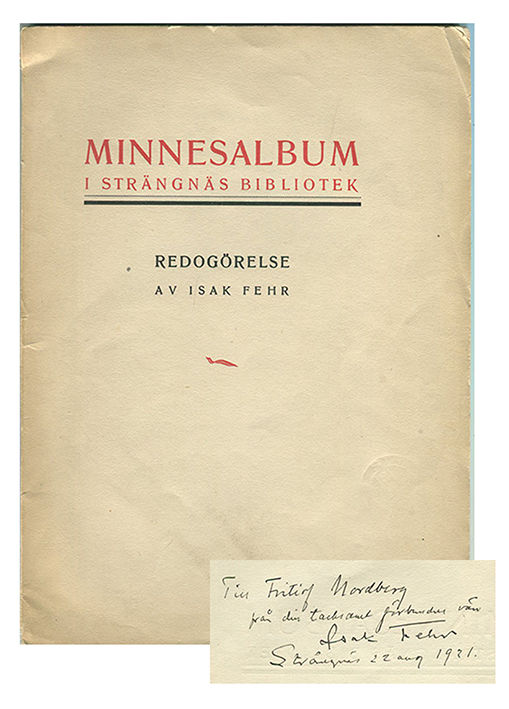 MINNESALBUM
I STRÄNGNÄS BIBLIOTEK
REDOGÖRELSE
AV ISAK FEHR
Till Fritiof Nordberg
från din tacksamt förbundne vän
Isak Fehr
Strängnäs 22 aug 1921.